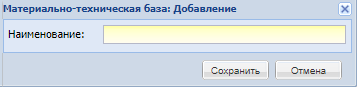 Материально-техническая база: Добавление
Наименование:
Сохранить Отмена